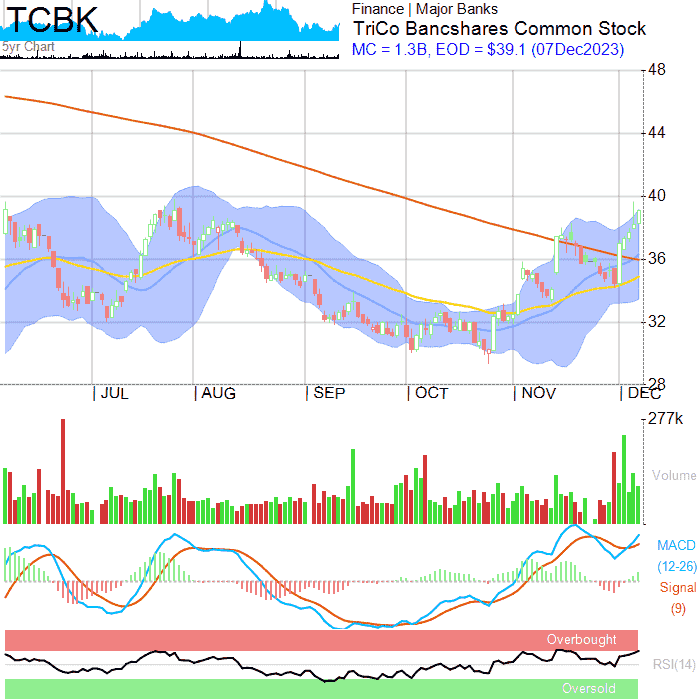 TCBK
5yr Chart
Finance | Major Banks
TriCo Bancshares Common Stock
MC = 1.3B, EOD = $39.1 (07Dec2023)
48
44
40
36
32
28
| JUL | AUG | SEP | OCT | NOV | DEC
277k
Volume
MACD
(12-26)
Signal
(9)
Overbought
RSI(14)
Oversold